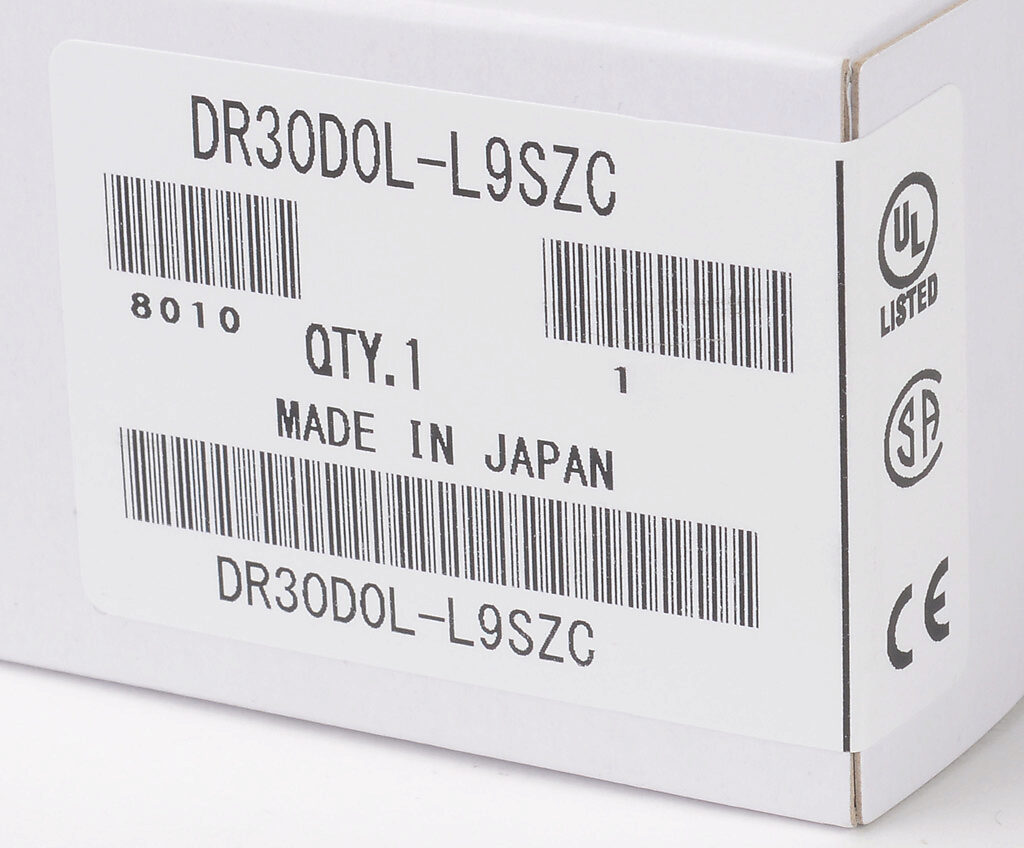 DR30D0L-L9SZC
8010
1
QTY.1
MADE IN JAPAN
DR30D0L-L9SZC
UL
LISTED
SA
CE